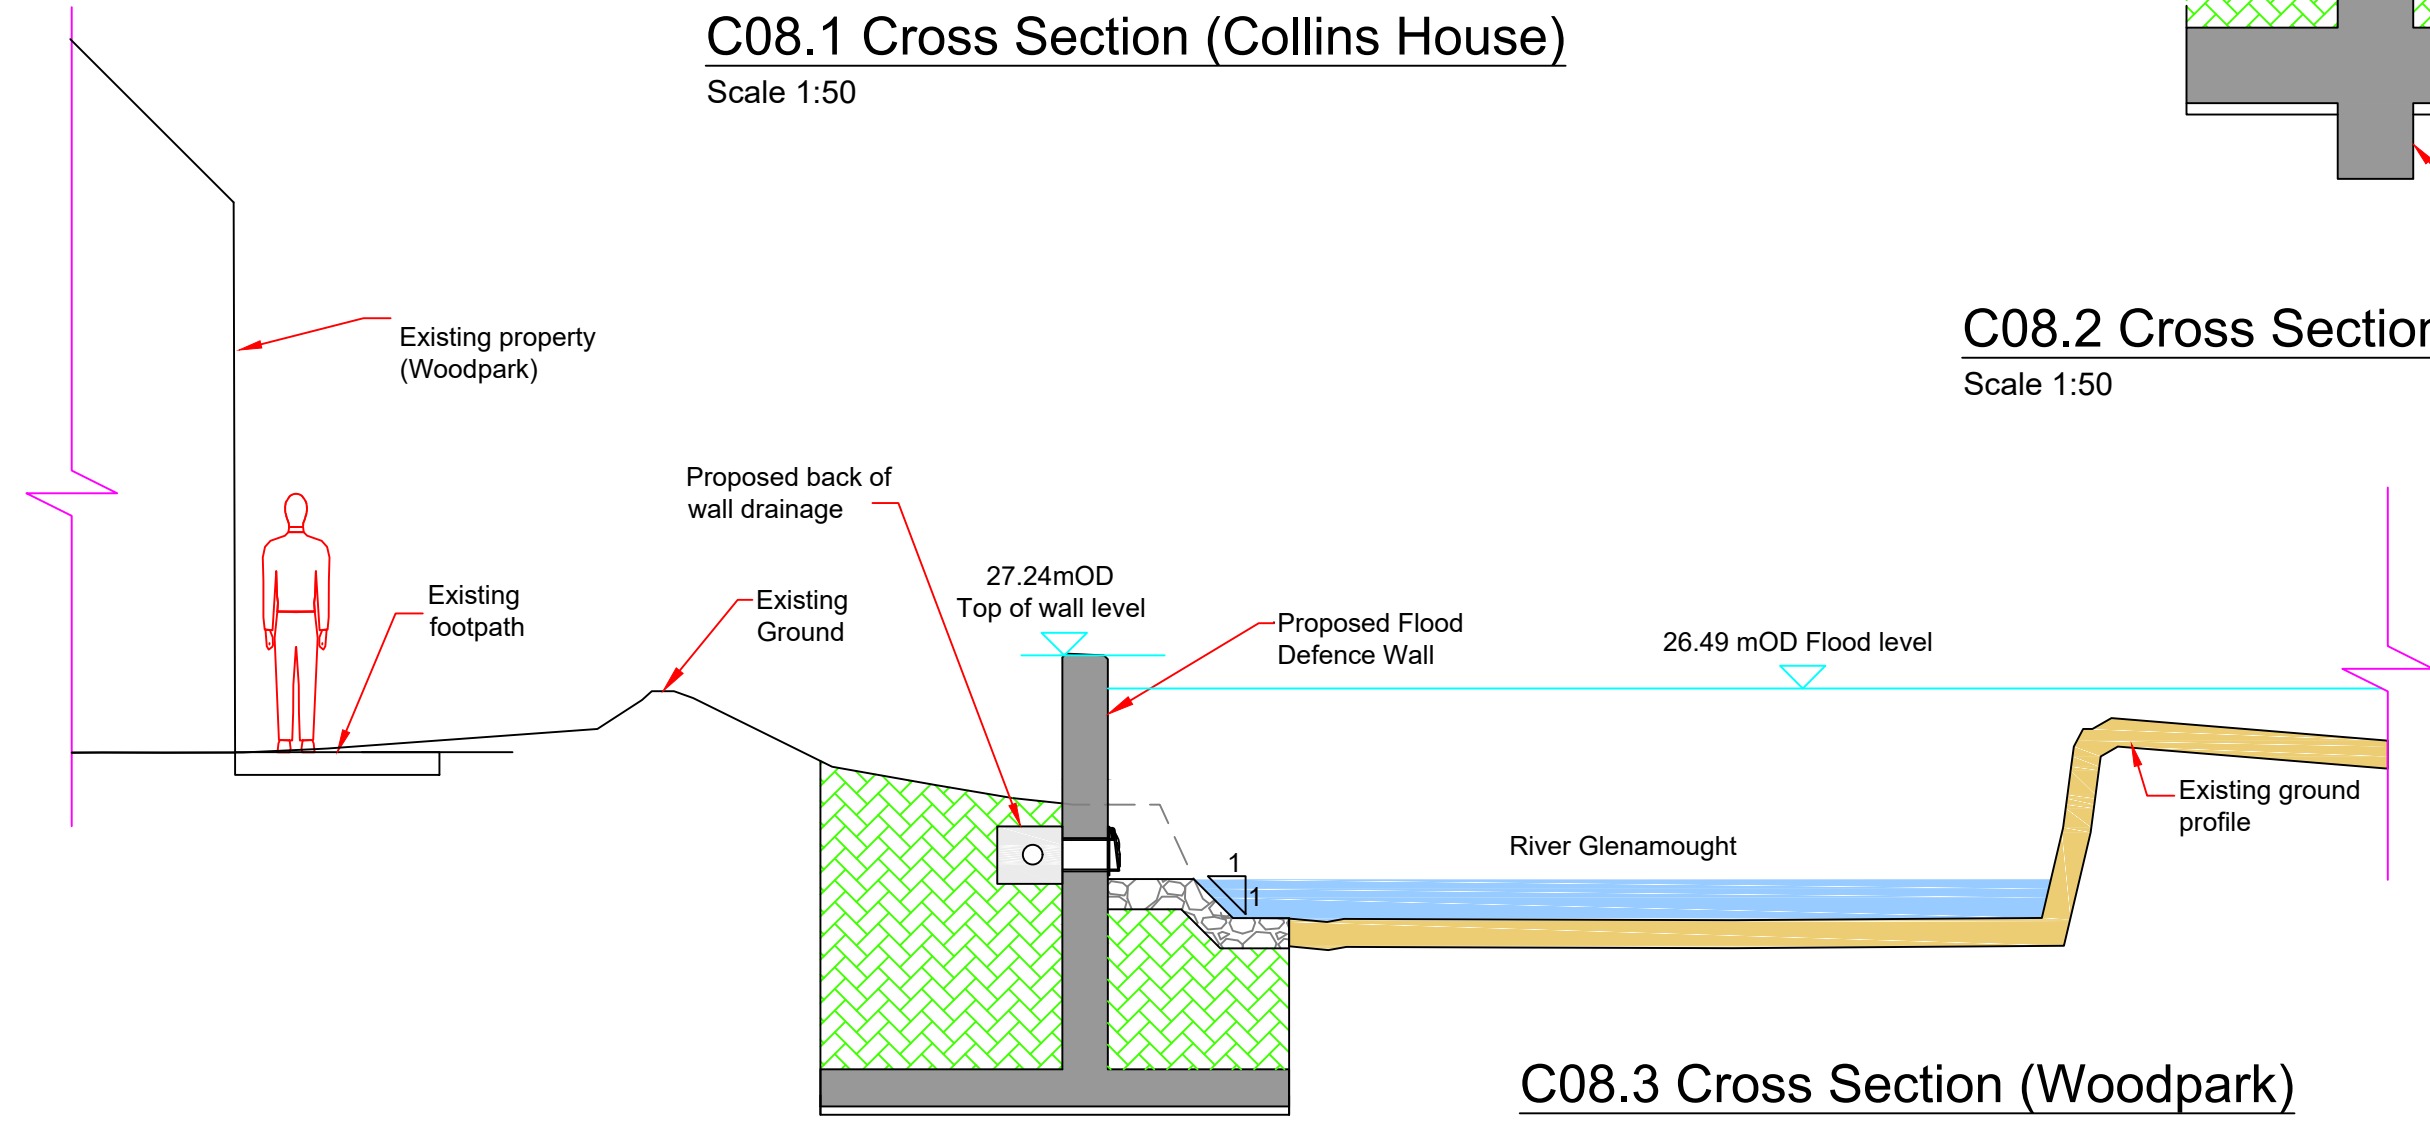 C08.1 Cross Section (Collins House)
Scale 1:50
C08.2 Cross Section
Scale 1:50
Existing property
(Woodpark)
Proposed back of
wall drainage
Existing
footpath
Existing
Ground
27.24mOD
Top of wall level
Proposed Flood
Defence Wall
26.49 mOD Flood level
Existing ground
profile
River Glenamought
1
1
C08.3 Cross Section (Woodpark)